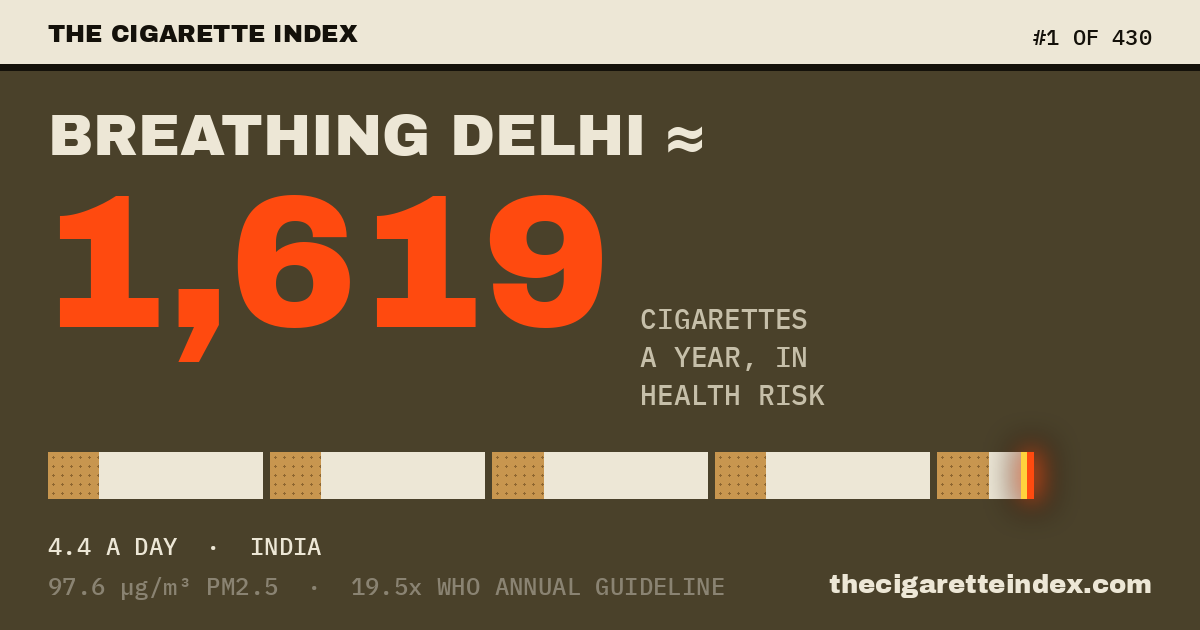 THE CIGARETTE INDEX
#1 OF 430
BREATHING DELHI ≈
1,619
CIGARETTES
A YEAR, IN
HEALTH RISK
4.4 A DAY · INDIA
97.6 µg/m³ PM2.5 · 19.5x WHO ANNUAL GUIDELINE
thecigaretteindex.com